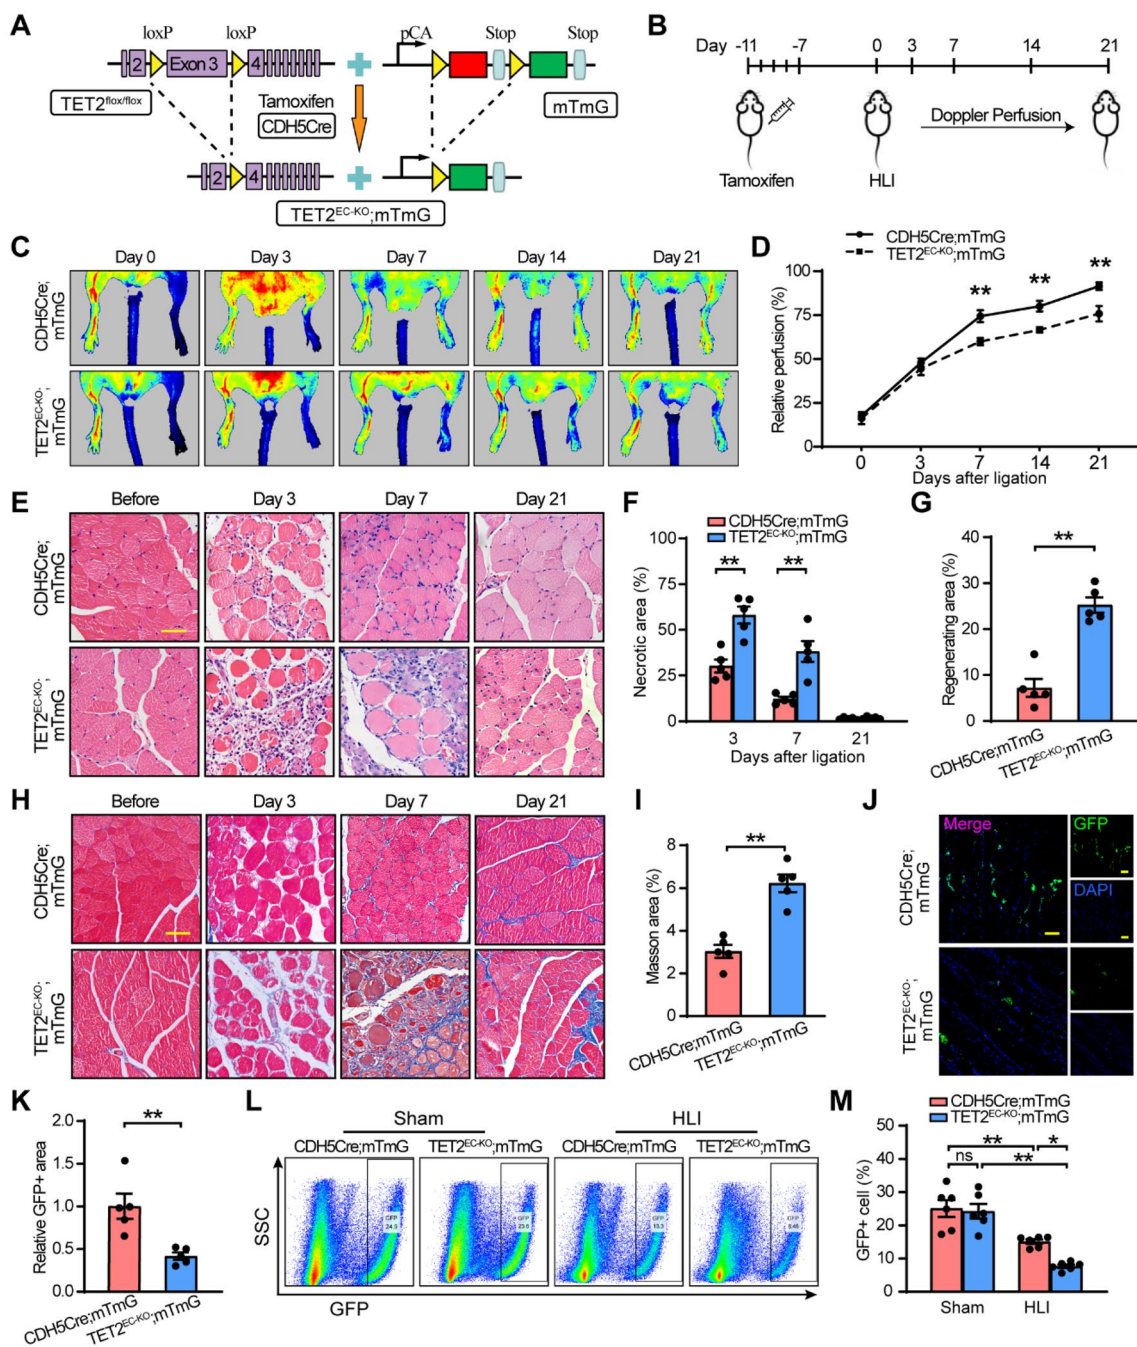 A
loxP loxP
2 Exon 3 4
TET2flox/flox
Tamoxifen
CDH5Cre
pCA Stop Stop
mTmG
2 4
TET2EC-KO;mTmG
B
Day -11 -7 0 3 7 14 21
Doppler Perfusion
Tamoxifen HLI
C
Day 0 Day 3 Day 7 Day 14 Day 21
CDH5Cre;
mTmG
TET2EC-KO;
mTmG
D
CDH5Cre;mTmG
TET2EC-KO;mTmG
Relative perfusion (%)
100
75
50
25
0
** ** **
0 3 7 14 21
Days after ligation
E
Before Day 3 Day 7 Day 21
CDH5Cre;
mTmG
TET2EC-KO;
mTmG
F
CDH5Cre;mTmG
TET2EC-KO;mTmG
Necrotic area (%)
100
75
50
25
0
** **
3 7 21
Days after ligation
G
Regenerating area (%)
40
30
20
10
0
**
CDH5Cre;mTmG
TET2EC-KO;mTmG
H
Before Day 3 Day 7 Day 21
CDH5Cre;
mTmG
TET2EC-KO;
mTmG
I
Masson area (%)
8
6
4
2
0
**
CDH5Cre;mTmG
TET2EC-KO;mTmG
J
Merge GFP
DAPI
CDH5Cre;
mTmG
TET2EC-KO;
mTmG
K
Relative GFP+ area
2.0
1.5
1.0
0.5
0.0
**
CDH5Cre;mTmG
TET2EC-KO;mTmG
L
Sham HLI
CDH5Cre;mTmG TET2EC-KO;mTmG CDH5Cre;mTmG TET2EC-KO;mTmG
GFP GFP GFP GFP
SSC
GFP
M
CDH5Cre;mTmG
TET2EC-KO;mTmG
GFP+ cell (%)
50
40
30
20
10
0
** *
ns **
Sham HLI